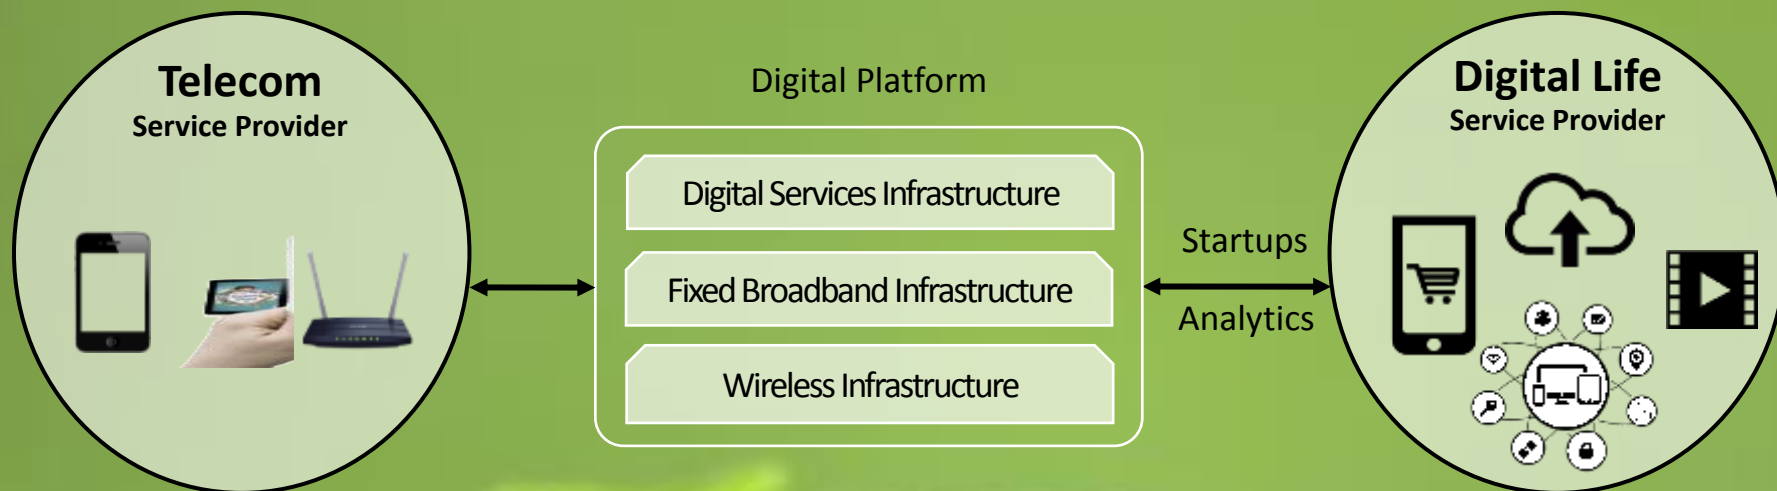 Telecom
Service Provider
Digital Platform
Digital Services Infrastructure
Fixed Broadband Infrastructure
Wireless Infrastructure
Startups
Analytics
Digital Life
Service Provider